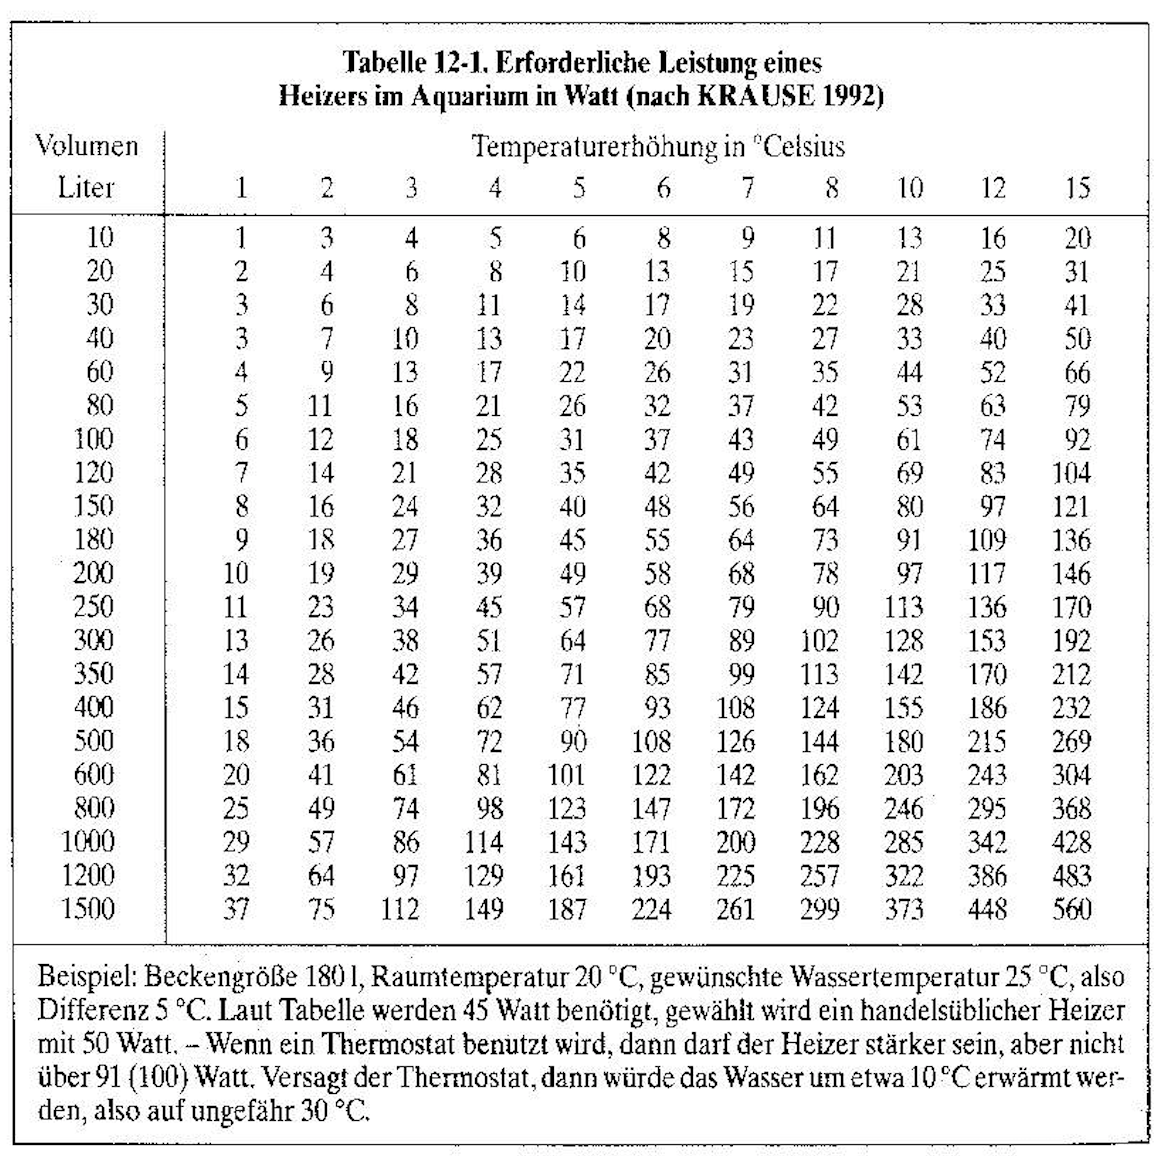 Tabelle 12-1. Erforderliche Leistung eines
Heizers im Aquarium in Watt (nach KRAUSE 1992)
Volumen Temperaturerhöhung in °Celsius
Liter 1 2 3 4 5 6 7 8 10 12 15
10 1 3 4 5 6 8 9 11 13 16 20
20 2 4 6 8 10 13 15 17 21 25 31
30 3 6 8 11 14 17 19 22 28 33 41
40 3 7 10 13 17 20 23 27 33 40 50
60 4 9 13 17 22 26 31 35 44 52 66
80 5 11 16 21 26 32 37 42 53 63 79
100 6 12 18 25 31 37 43 49 61 74 92
120 7 14 21 28 35 42 49 55 69 83 104
150 8 16 24 32 40 48 56 64 80 97 121
180 9 18 27 36 45 55 64 73 91 109 136
200 10 19 29 39 49 58 68 78 97 117 146
250 11 23 34 45 57 68 79 90 113 136 170
300 13 26 38 51 64 77 89 102 128 153 192
350 14 28 42 57 71 85 99 113 142 170 212
400 15 31 46 62 77 93 108 124 155 186 232
500 18 36 54 72 90 108 126 144 180 215 269
600 20 41 61 81 101 122 142 162 203 243 304
800 25 49 74 98 123 147 172 196 246 295 368
1000 29 57 86 114 143 171 200 228 285 342 428
1200 32 64 97 129 161 193 225 257 322 386 483
1500 37 75 112 149 187 224 261 299 373 448 560
Beispiel: Beckengröße 180 l, Raumtemperatur 20 °C, gewünschte Wassertemperatur 25 °C, also
Differenz 5 °C. Laut Tabelle werden 45 Watt benötigt, gewählt wird ein handelsüblicher Heizer
mit 50 Watt. – Wenn ein Thermostat benutzt wird, dann darf der Heizer stärker sein, aber nicht
über 91 (100) Watt. Versagt der Thermostat, dann würde das Wasser um etwa 10 °C erwärmt wer-
den, also auf ungefähr 30 °C.